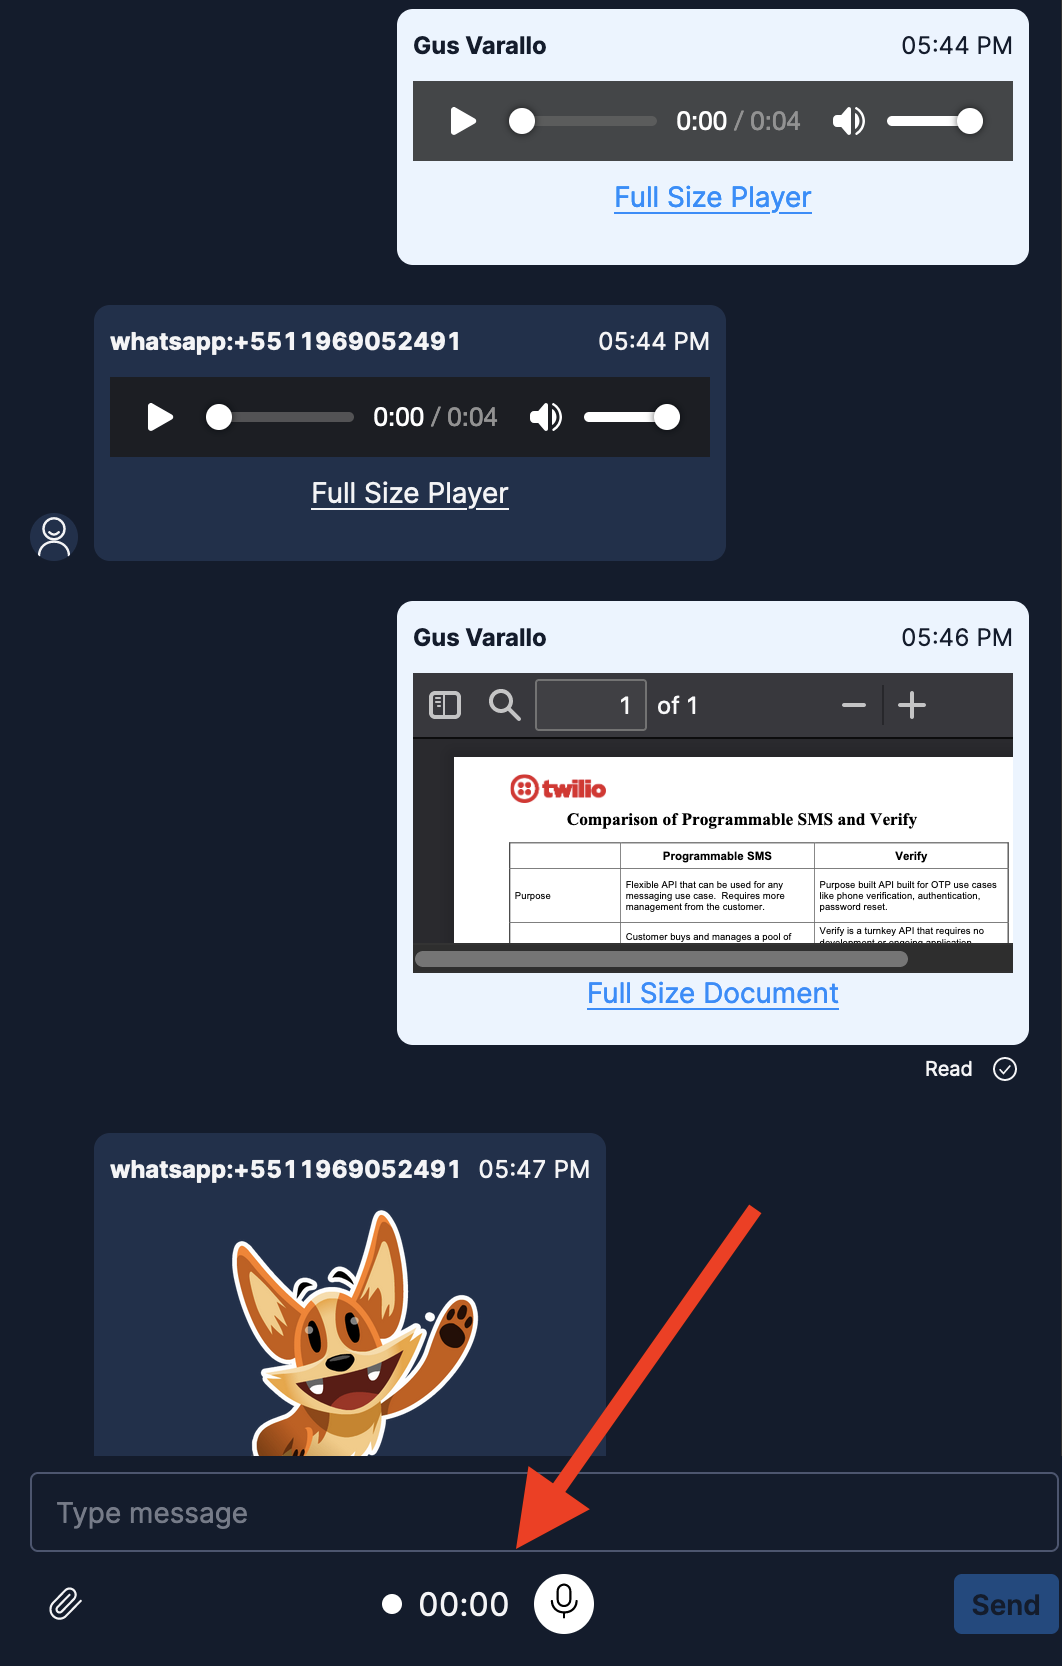 Gus Varallo 05:44 PM
0:00 / 0:04
Full Size Player
whatsapp:+5511969052491 05:44 PM
0:00 / 0:04
Full Size Player
Gus Varallo 05:46 PM
1 of 1
twilio
Comparison of Programmable SMS and Verify
Programmable SMS Verify
Purpose
Flexible API that can be used for any
messaging use case. Requires more
management from the customer.
Purpose built API built for OTP use cases
like phone verification, authentication,
password reset.
Customer buys and manages a pool of
Verify is a turnkey API that requires no
development or ongoing application
Full Size Document
Read
whatsapp:+5511969052491 05:47 PM
Type message
00:00
Send